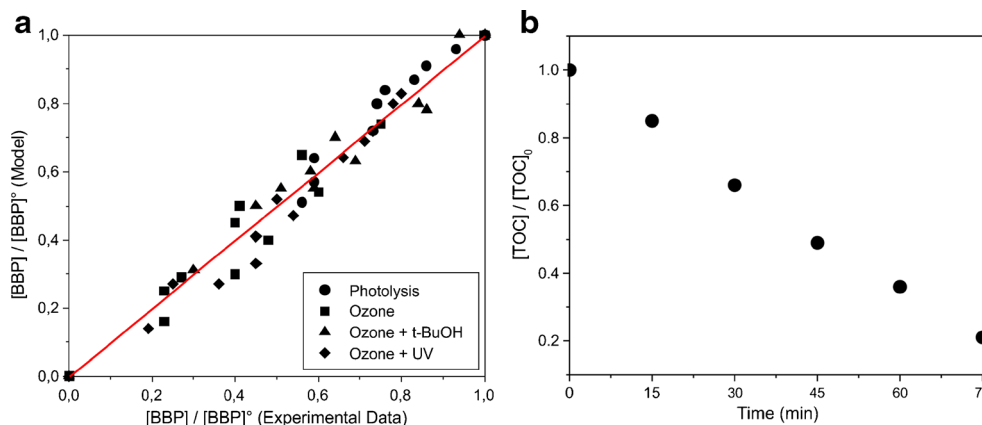 a
1,0
0,8
0,6
0,4
0,2
0,0
[BBP] / [BBP]° (Model)
Photolysis
Ozone
Ozone + t-BuOH
Ozone + UV
0,0 0,2 0,4 0,6 0,8 1,0
[BBP] / [BBP]° (Experimental Data)
b
1.0
0.8
0.6
0.4
0.2
[TOC] / [TOC]₀
0 15 30 45 60
Time (min)